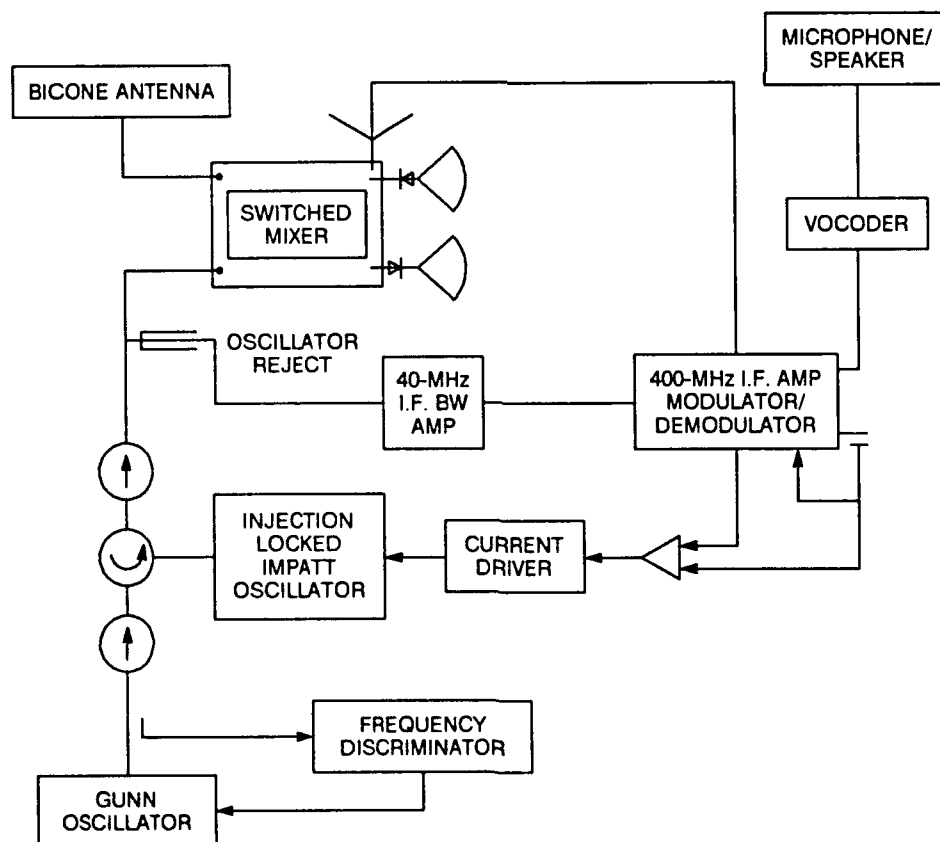 MICROPHONE/
SPEAKER
BICONE ANTENNA
SWITCHED
MIXER
VOCODER
OSCILLATOR
REJECT
40-MHz
I.F. BW
AMP
400-MHz I.F. AMP
MODULATOR/
DEMODULATOR
INJECTION
LOCKED
IMPATT
OSCILLATOR
CURRENT
DRIVER
FREQUENCY
DISCRIMINATOR
GUNN
OSCILLATOR